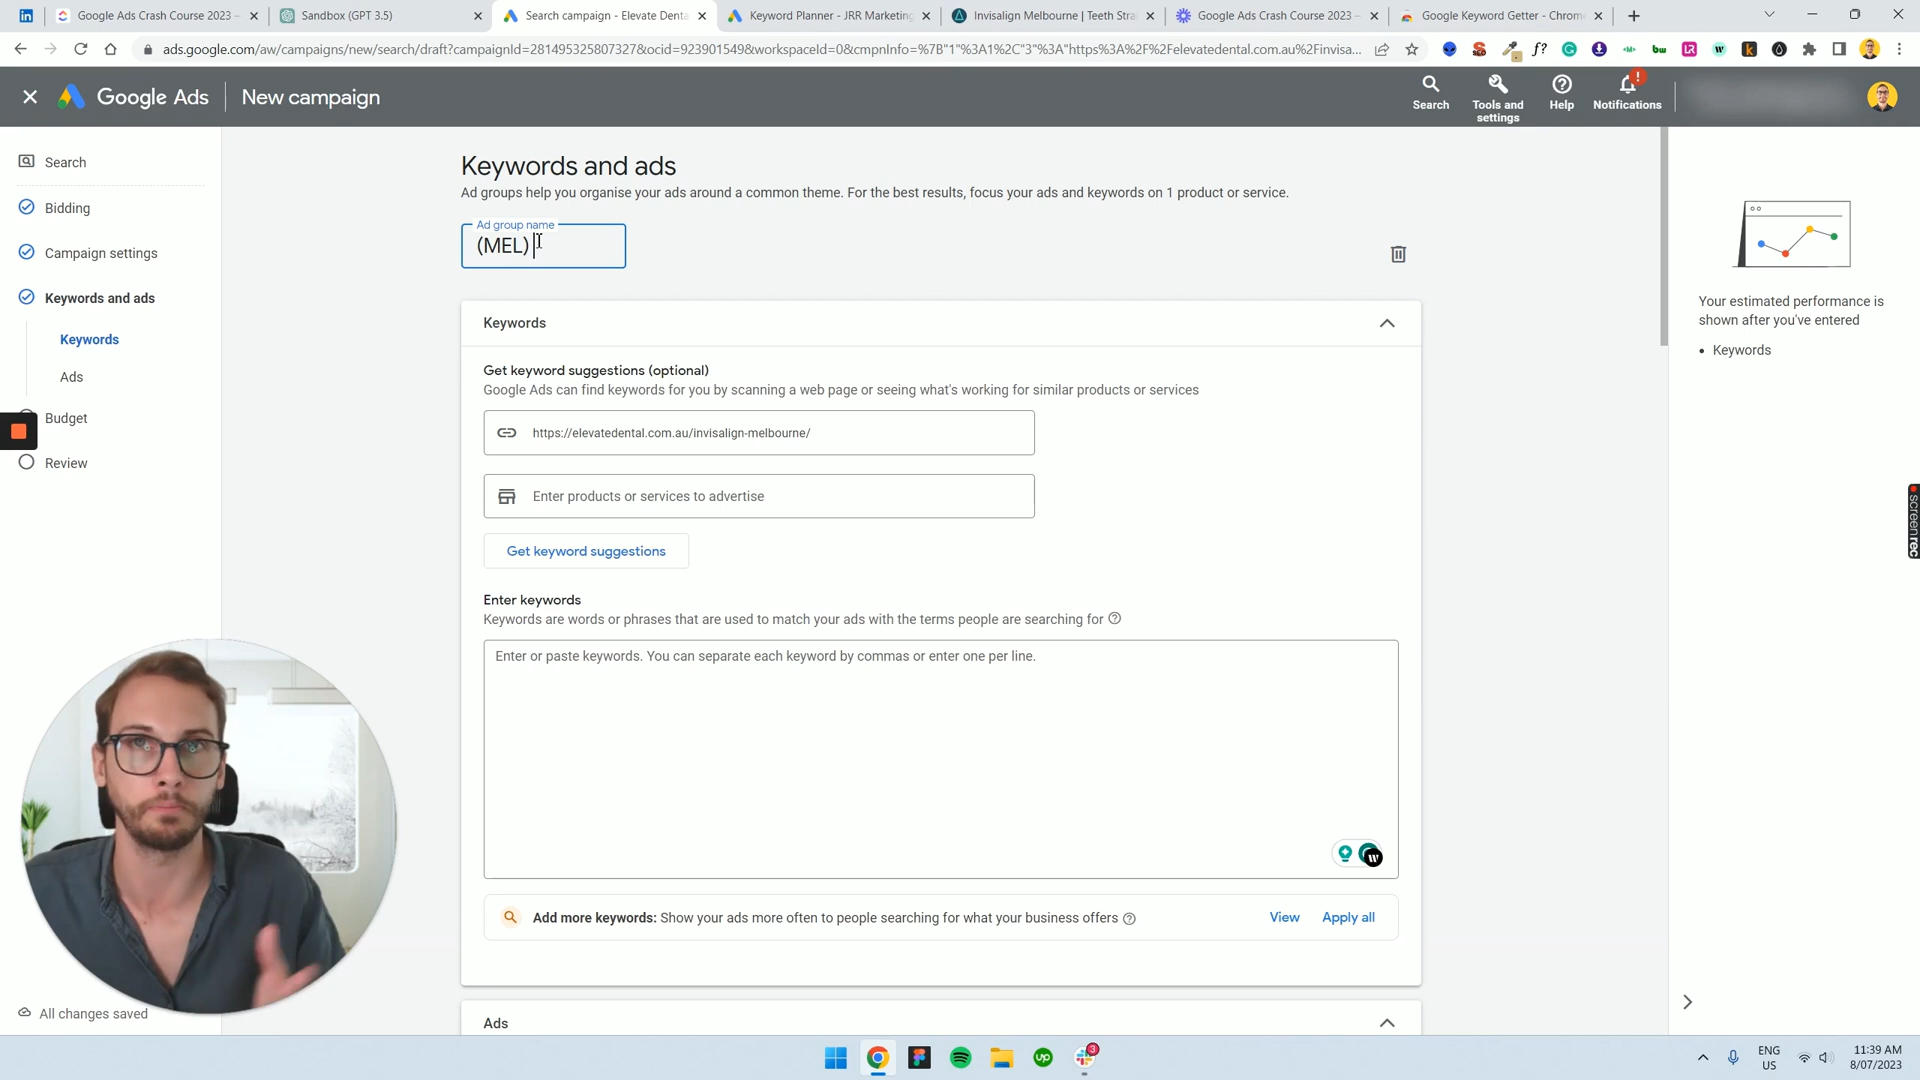 Google Ads Crash Course 2023 –
Sandbox (GPT 3.5)
Search campaign - Elevate Denta
Keyword Planner - JRR Marketing
Invisalign Melbourne | Teeth Stra
Google Ads Crash Course 2023 –
Google Keyword Getter - Chrom
ads.google.com/aw/campaigns/new/search/draft?campaignId=281495325807327&ocid=923901549&workspaceId=0&cmpnInfo=%7B"1"%3A1%2C"3"%3A"https%3A%2F%2Felevatedental.com.au%2Finvisa...
Google Ads
New campaign
Search
Tools and settings
Help
Notifications
Search
Bidding
Campaign settings
Keywords and ads
Keywords
Ads
Budget
Review
All changes saved
Keywords and ads
Ad groups help you organise your ads around a common theme. For the best results, focus your ads and keywords on 1 product or service.
Ad group name
(MEL)
Keywords
Get keyword suggestions (optional)
Google Ads can find keywords for you by scanning a web page or seeing what's working for similar products or services
https://elevatedental.com.au/invisalign-melbourne/
Enter products or services to advertise
Get keyword suggestions
Enter keywords
Keywords are words or phrases that are used to match your ads with the terms people are searching for
Enter or paste keywords. You can separate each keyword by commas or enter one per line.
Add more keywords: Show your ads more often to people searching for what your business offers
View
Apply all
Ads
Your estimated performance is
shown after you've entered
• Keywords
screenrec
3
ENG
US
11:39 AM
8/07/2023